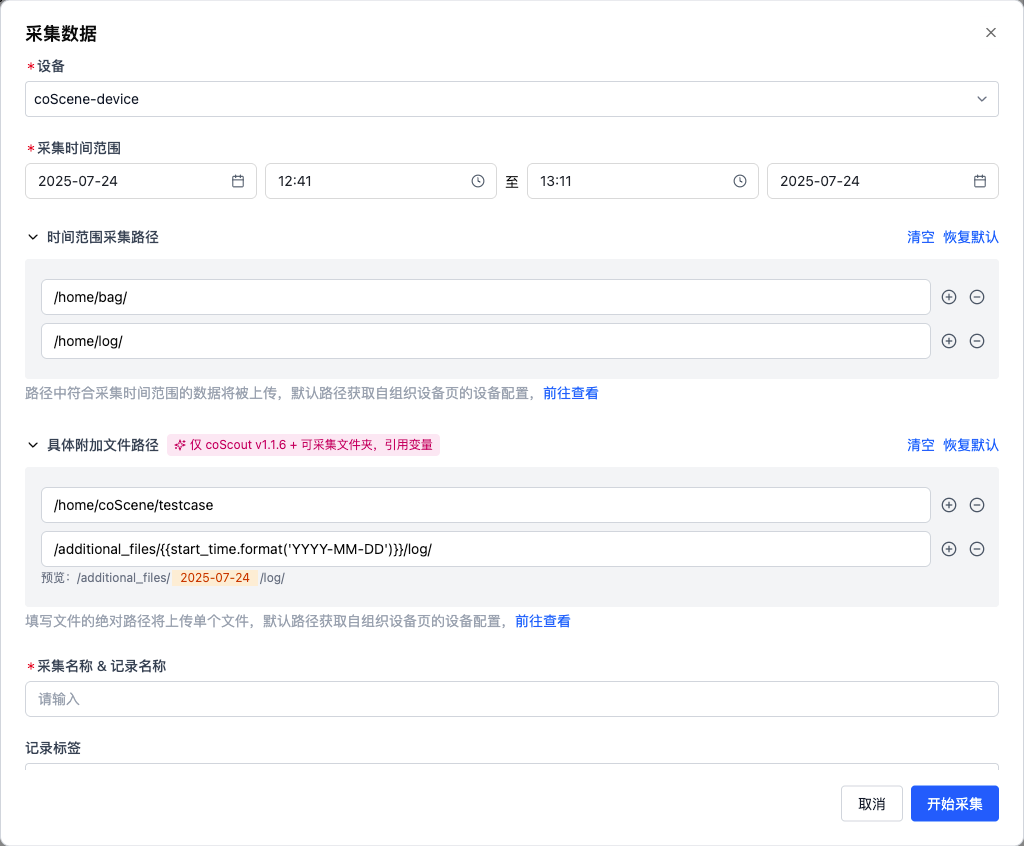 采集数据
* 设备
coScene-device
* 采集时间范围
2025-07-24 12:41 至 13:11 2025-07-24
时间范围采集路径 清空 恢复默认
/home/bag/
/home/log/
路径中符合采集时间范围的数据将被上传，默认路径获取自组织设备页的设备配置，前往查看
具体附加文件路径 仅 coScout v1.1.6 + 可采集文件夹，引用变量 清空 恢复默认
/home/coScene/testcase
/additional_files/{{start_time.format('YYYY-MM-DD')}}/log/
预览：/additional_files/ 2025-07-24 /log/
填写文件的绝对路径将上传单个文件，默认路径获取自组织设备页的设备配置，前往查看
* 采集名称 & 记录名称
请输入
记录标签
取消 开始采集